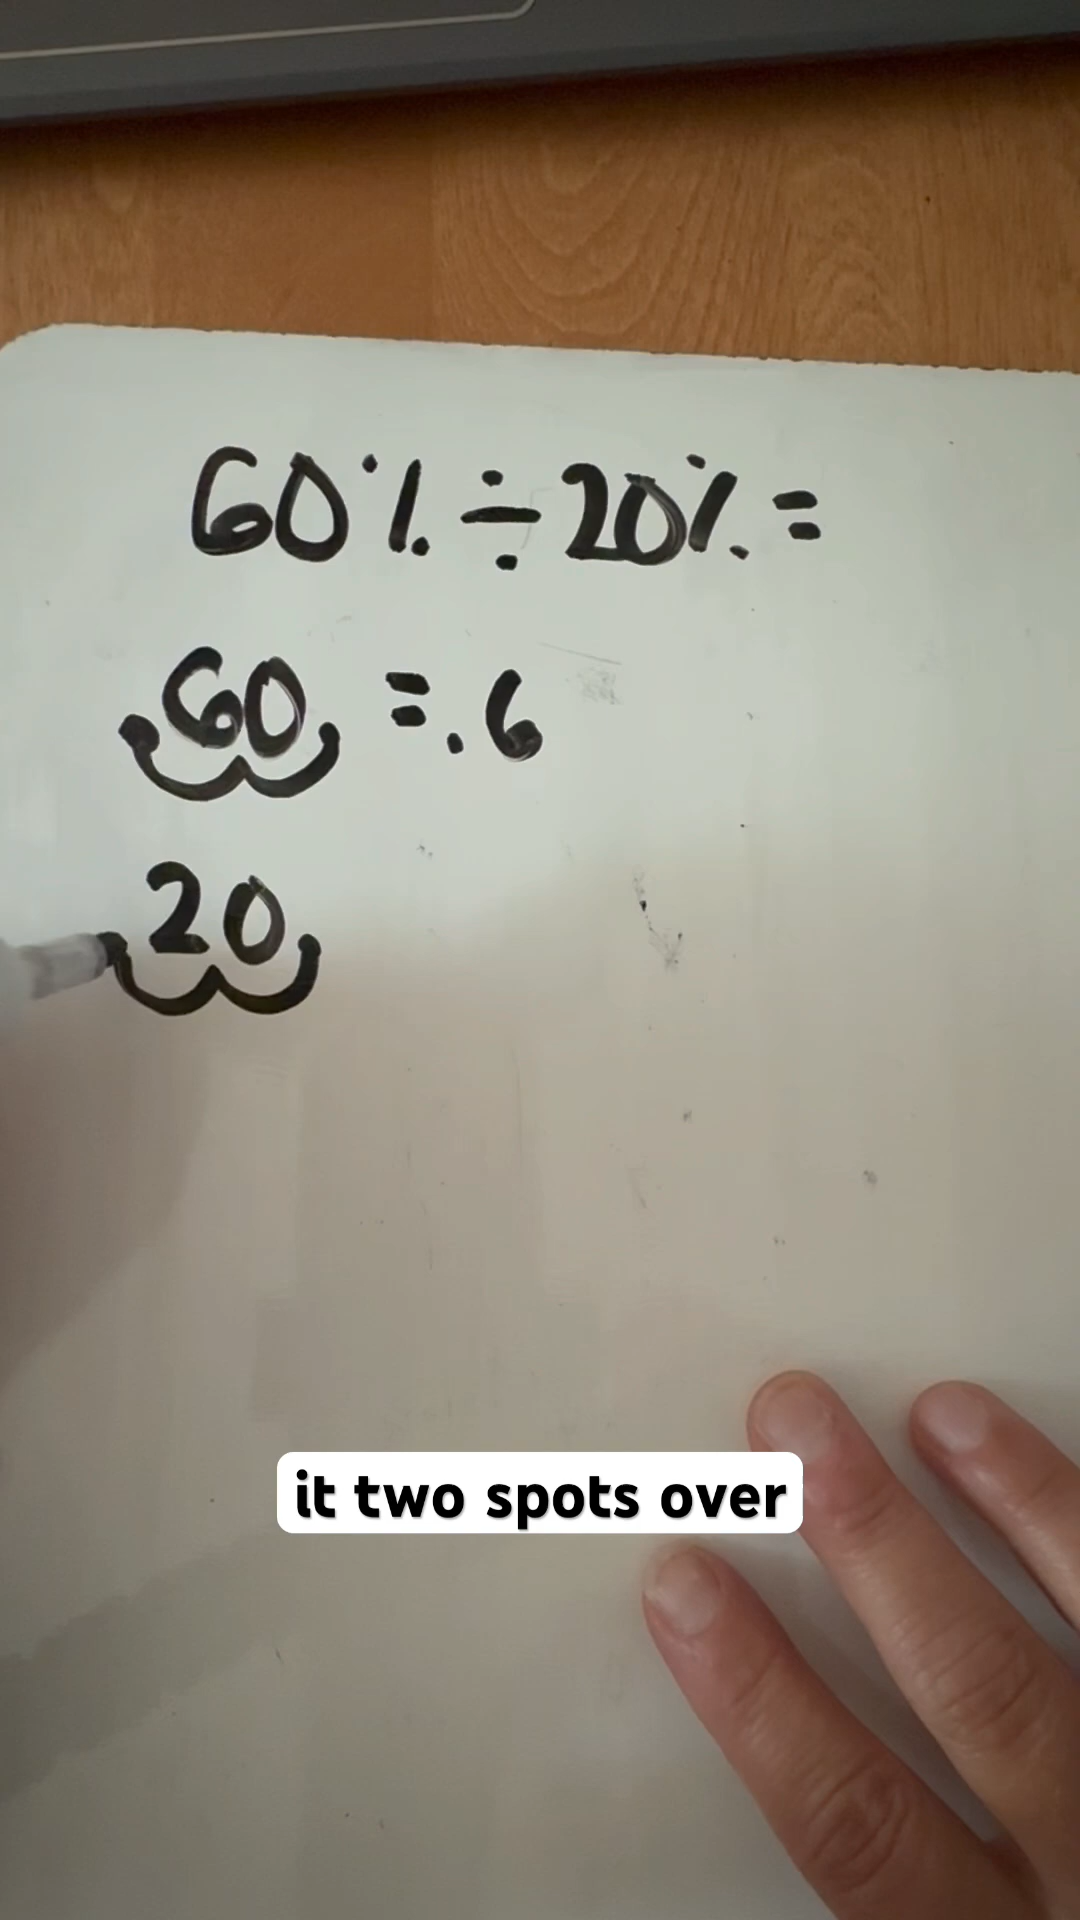 60% ÷ 20% =
.60. = .6
.20.
it two spots over